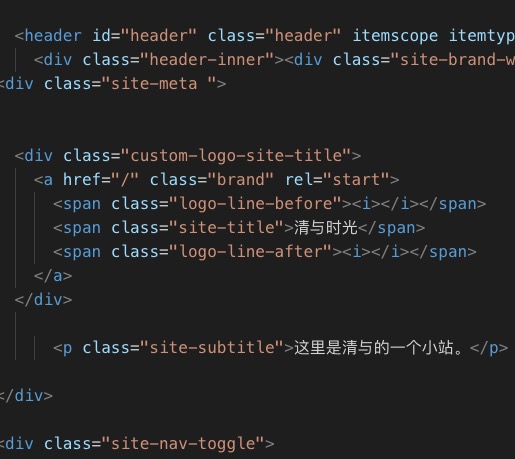 <header id="header" class="header" itemscope itemtyp
<div class="header-inner"><div class="site-brand-w
<div class="site-meta ">
<div class="custom-logo-site-title">
<a href="/" class="brand" rel="start">
<span class="logo-line-before"><i></i></span>
<span class="site-title">清与时光</span>
<span class="logo-line-after"><i></i></span>
</a>
</div>
<p class="site-subtitle">这里是清与的一个小站。</p>
</div>
<div class="site-nav-toggle">